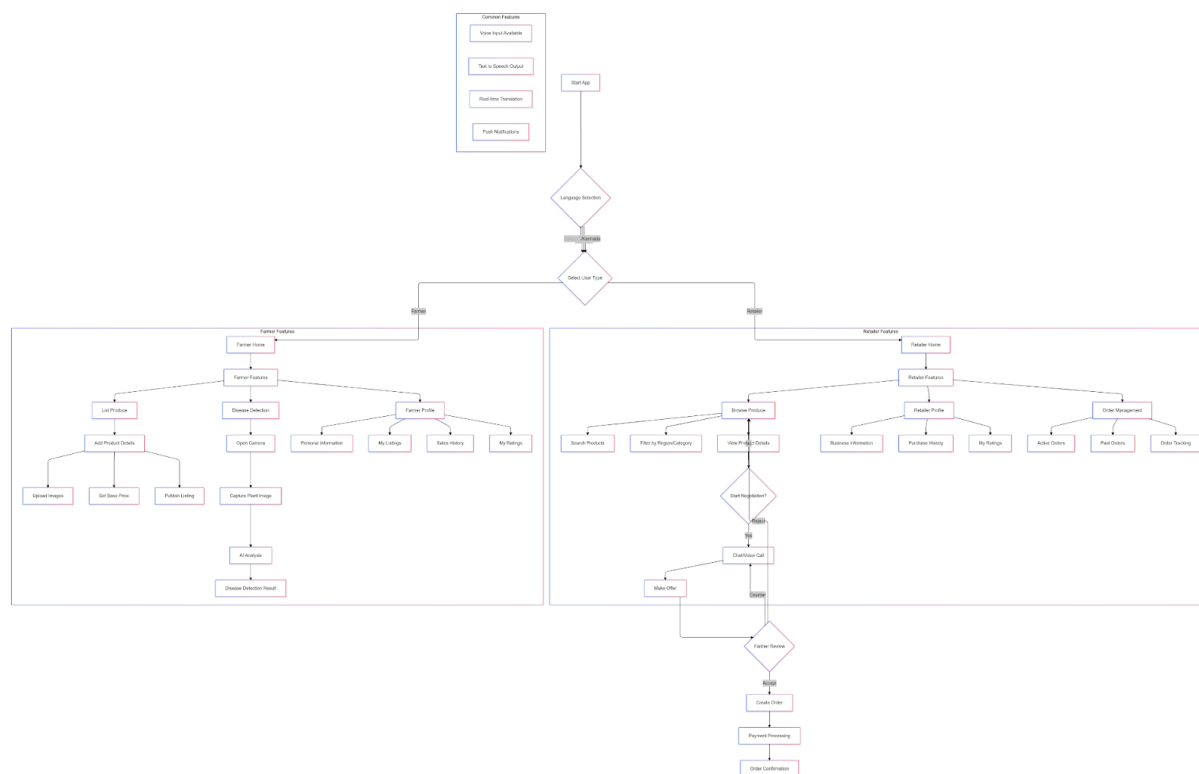 Common Features
Voice Input Available
Text to Speech Output
Real-time Translation
Push Notifications
Start App
Language Selection
Kannada
Select User Type
Farmer
Retailer
Farmer Features
Farmer Home
Farmer Features
List Produce
Disease Detection
Farmer Profile
Add Product Details
Open Camera
Personal Information
My Listings
Sales History
My Ratings
Upload Images
Set Base Price
Publish Listing
Capture Plant Image
AI Analysis
Disease Detection Result
Retailer Features
Retailer Home
Retailer Features
Browse Produce
Retailer Profile
Order Management
Search Products
Filter by Region/Category
View Product Details
Business Information
Purchase History
My Ratings
Active Orders
Past Orders
Order Tracking
Start Negotiation?
Reject
Yes
Chat/Voice Call
Make Offer
Counter
Farmer Review
Accept
Create Order
Payment Processing
Order Confirmation